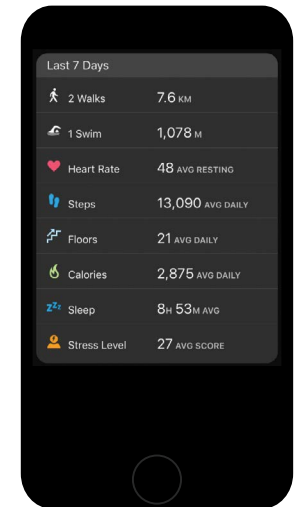 Last 7 Days
2 Walks 7.6 KM
1 Swim 1,078 M
Heart Rate 48 AVG RESTING
Steps 13,090 AVG DAILY
Floors 21 AVG DAILY
Calories 2,875 AVG DAILY
zzz Sleep 8H 53M AVG
Stress Level 27 AVG SCORE